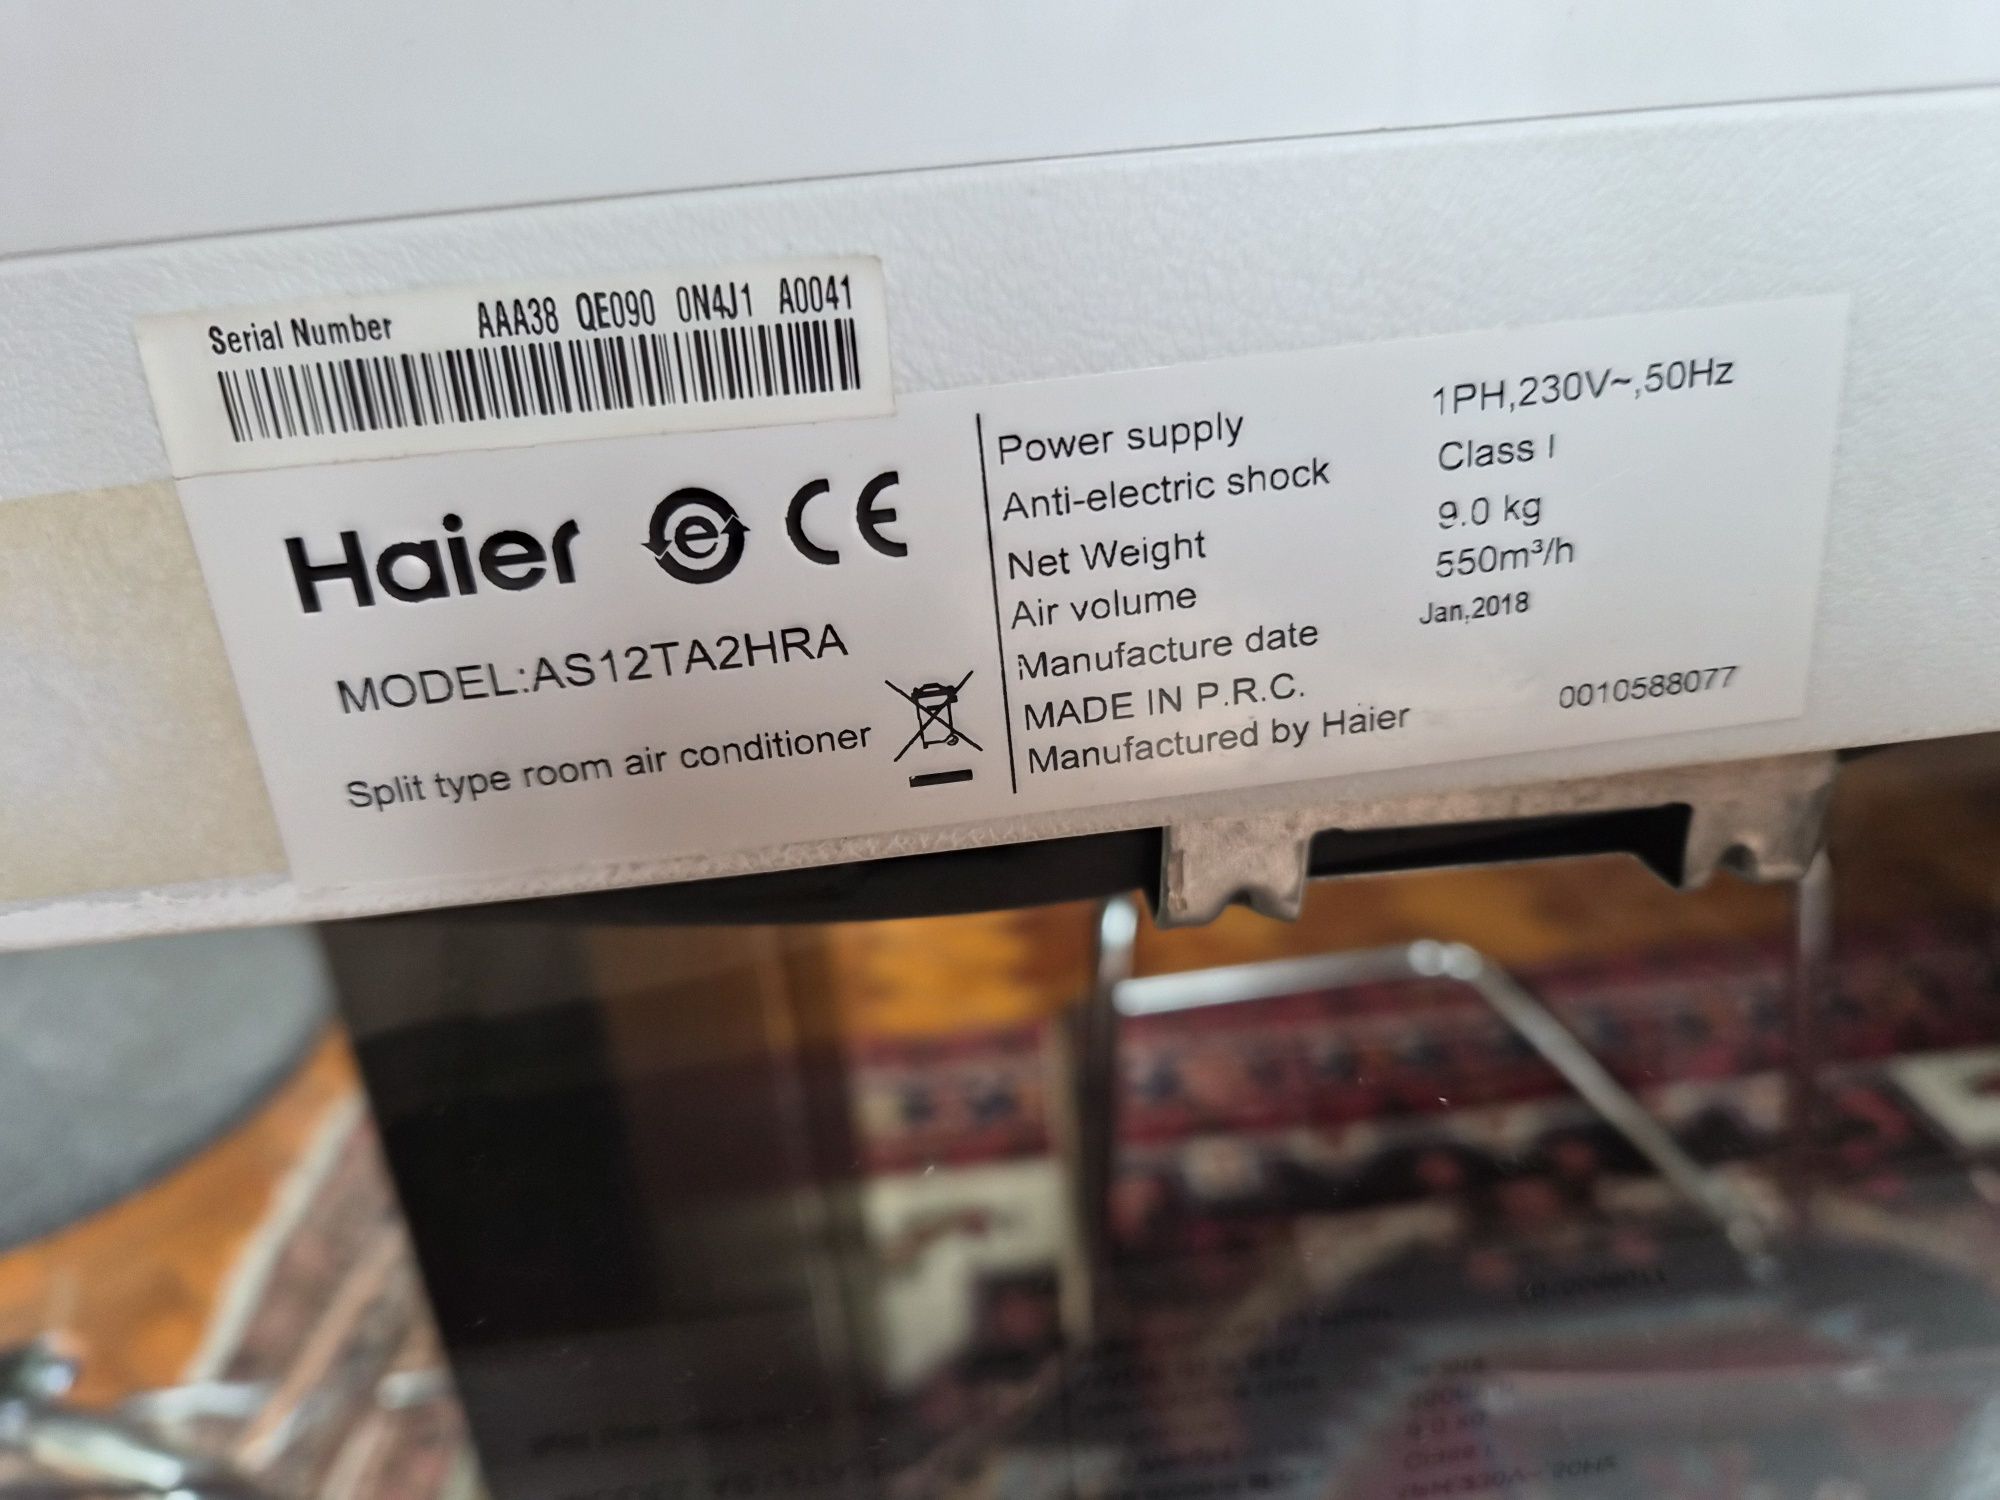 Serial Number AAA38 QE090 0N4J1 A0041
Haier e CE
MODEL:AS12TA2HRA
Split type room air conditioner
Power supply 1PH,230V~,50Hz
Anti-electric shock Class I
Net Weight 9.0 kg
Air volume 550m³/h
Manufacture date Jan,2018
MADE IN P.R.C.
Manufactured by Haier 0010588077